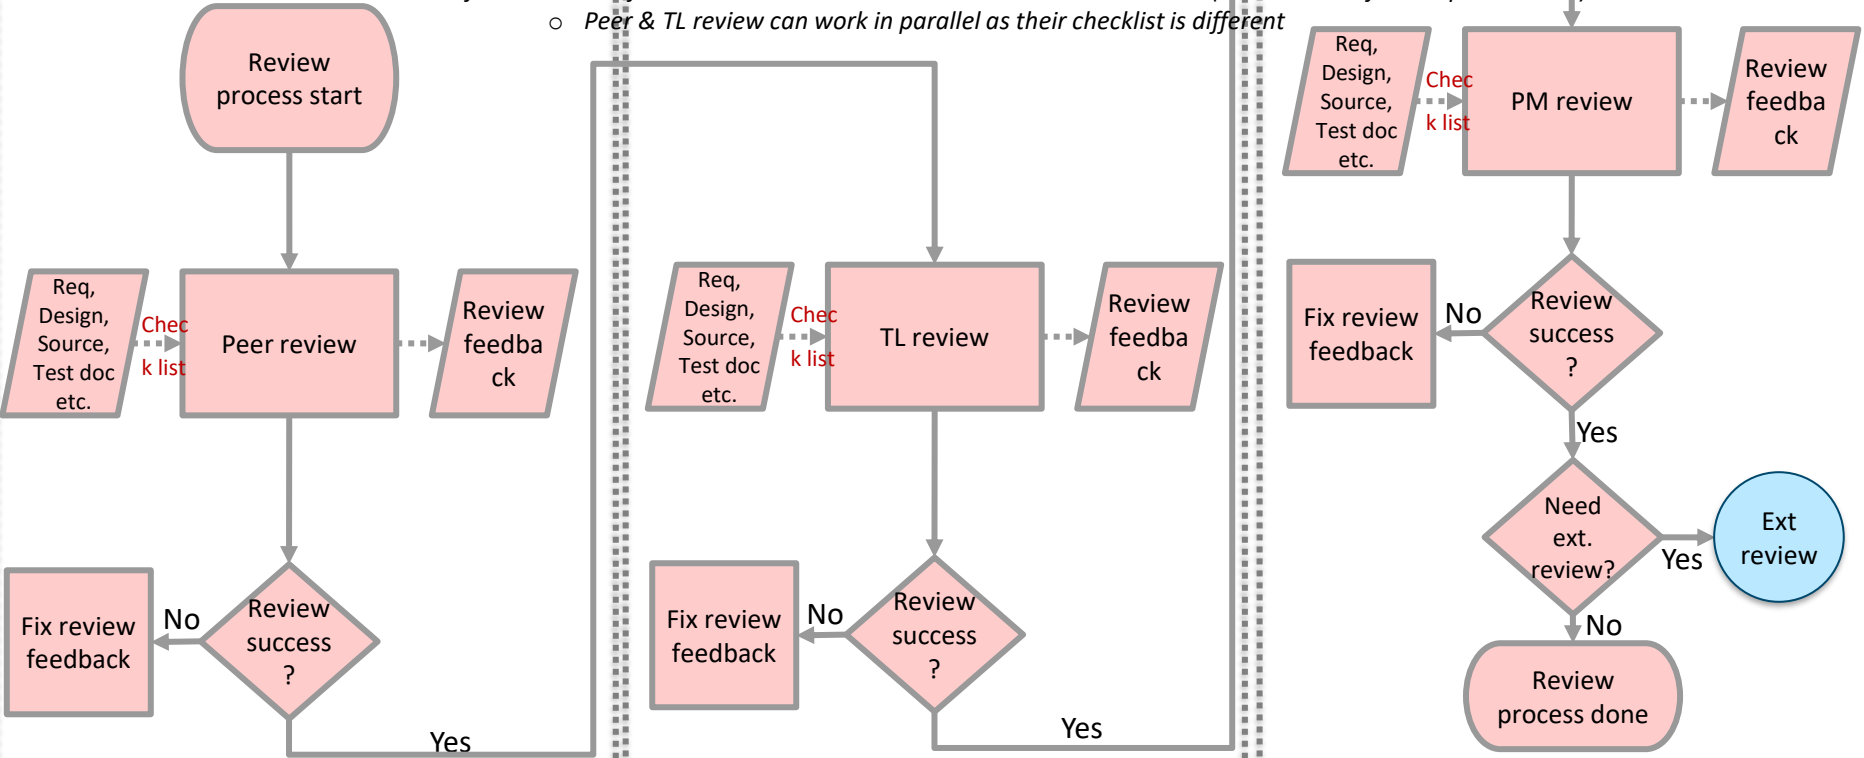 Peer & TL review can work in parallel as their checklist is different
Review
process start
Req,
Design,
Source,
Test doc
etc.
Chec
k list
Peer review
Review
feedba
ck
Fix review
feedback
No
Review
success
?
Yes
Req,
Design,
Source,
Test doc
etc.
Chec
k list
TL review
Review
feedba
ck
Fix review
feedback
No
Review
success
?
Yes
Req,
Design,
Source,
Test doc
etc.
Chec
k list
PM review
Review
feedba
ck
Fix review
feedback
No
Review
success
?
Yes
Need
ext.
review?
Yes
Ext
review
No
Review
process done